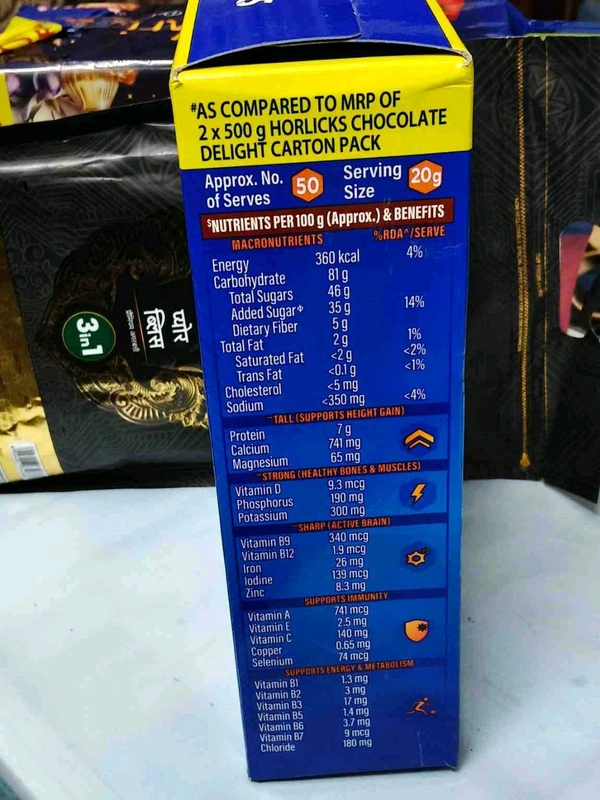 #AS COMPARED TO MRP OF
2 x 500 g HORLICKS CHOCOLATE
DELIGHT CARTON PACK
Approx. No. of Serves 50
Serving Size 20g
$NUTRIENTS PER 100 g (Approx.) & BENEFITS
MACRONUTRIENTS %RDA^/SERVE
Energy 360 kcal 4%
Carbohydrate 81 g
Total Sugars 46 g
Added Sugar 35 g 14%
Dietary Fiber 5 g
Total Fat 2 g 1%
Saturated Fat <2 g <2%
Trans Fat <0.1 g <1%
Cholesterol <5 mg
Sodium <350 mg <4%
TALL (SUPPORTS HEIGHT GAIN)
Protein 7 g
Calcium 741 mg
Magnesium 65 mg
STRONG (HEALTHY BONES & MUSCLES)
Vitamin D 9.3 mcg
Phosphorus 190 mg
Potassium 300 mg
SHARP (ACTIVE BRAIN)
Vitamin B9 340 mcg
Vitamin B12 1.9 mcg
Iron 26 mg
Iodine 139 mcg
Zinc 8.3 mg
SUPPORTS IMMUNITY
Vitamin A 741 mcg
Vitamin E 2.5 mg
Vitamin C 140 mg
Copper 0.65 mg
Selenium 74 mcg
SUPPORTS ENERGY & METABOLISM
Vitamin B1 1.3 mg
Vitamin B2 3 mg
Vitamin B3 17 mg
Vitamin B5 1.4 mg
Vitamin B6 3.7 mg
Vitamin B7 9 mcg
Chloride 180 mg
3in1